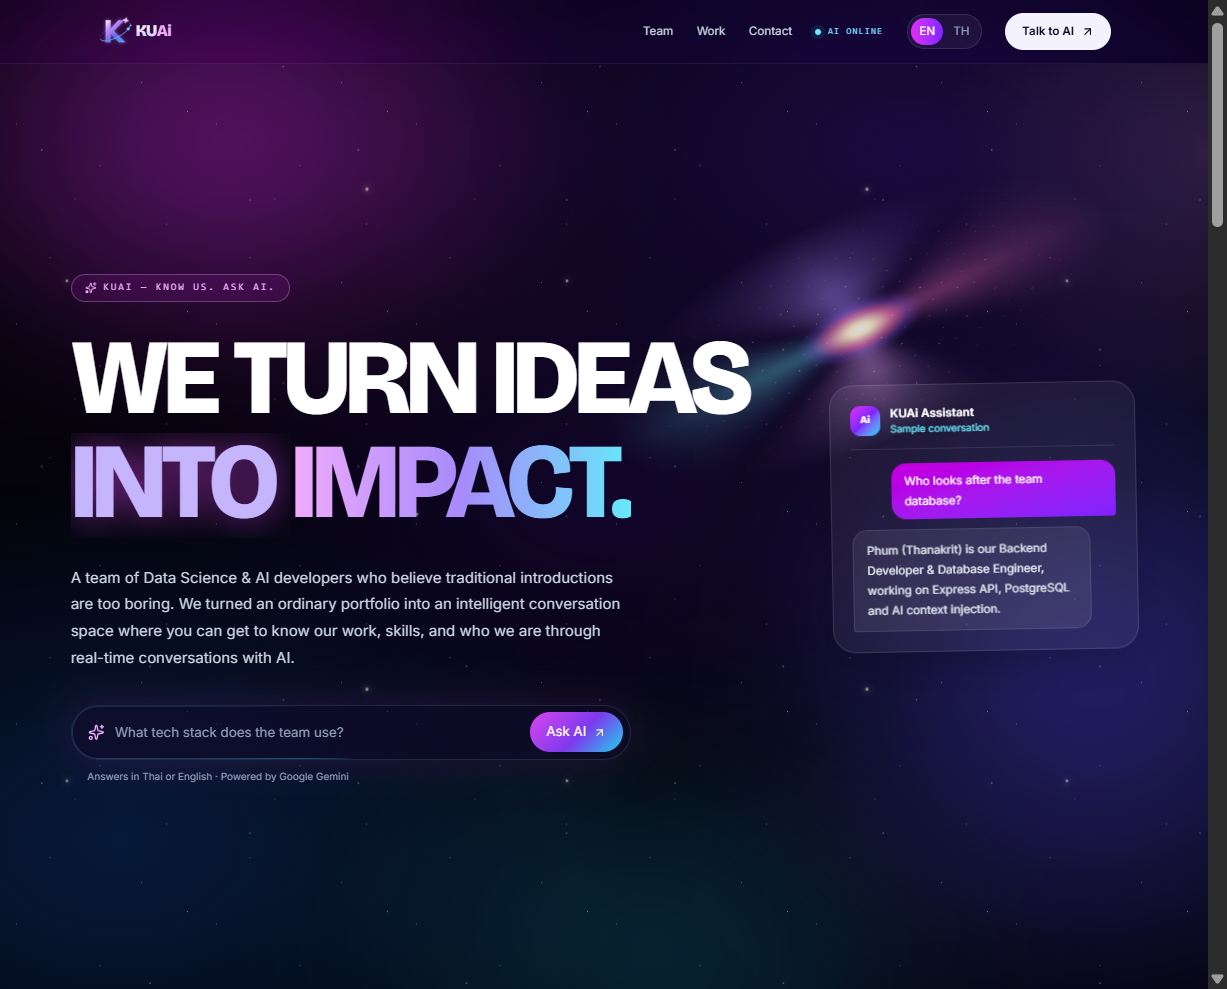 KUAi
Team
Work
Contact
AI ONLINE
EN
TH
Talk to AI
KUAI — KNOW US. ASK AI.
WE TURN IDEAS
INTO IMPACT.
A team of Data Science & AI developers who believe traditional introductions
are too boring. We turned an ordinary portfolio into an intelligent conversation
space where you can get to know our work, skills, and who we are through
real-time conversations with AI.
What tech stack does the team use?
Ask AI
Answers in Thai or English · Powered by Google Gemini
Ai
KUAi Assistant
Sample conversation
Who looks after the team
database?
Phum (Thanakrit) is our Backend
Developer & Database Engineer,
working on Express API, PostgreSQL
and AI context injection.